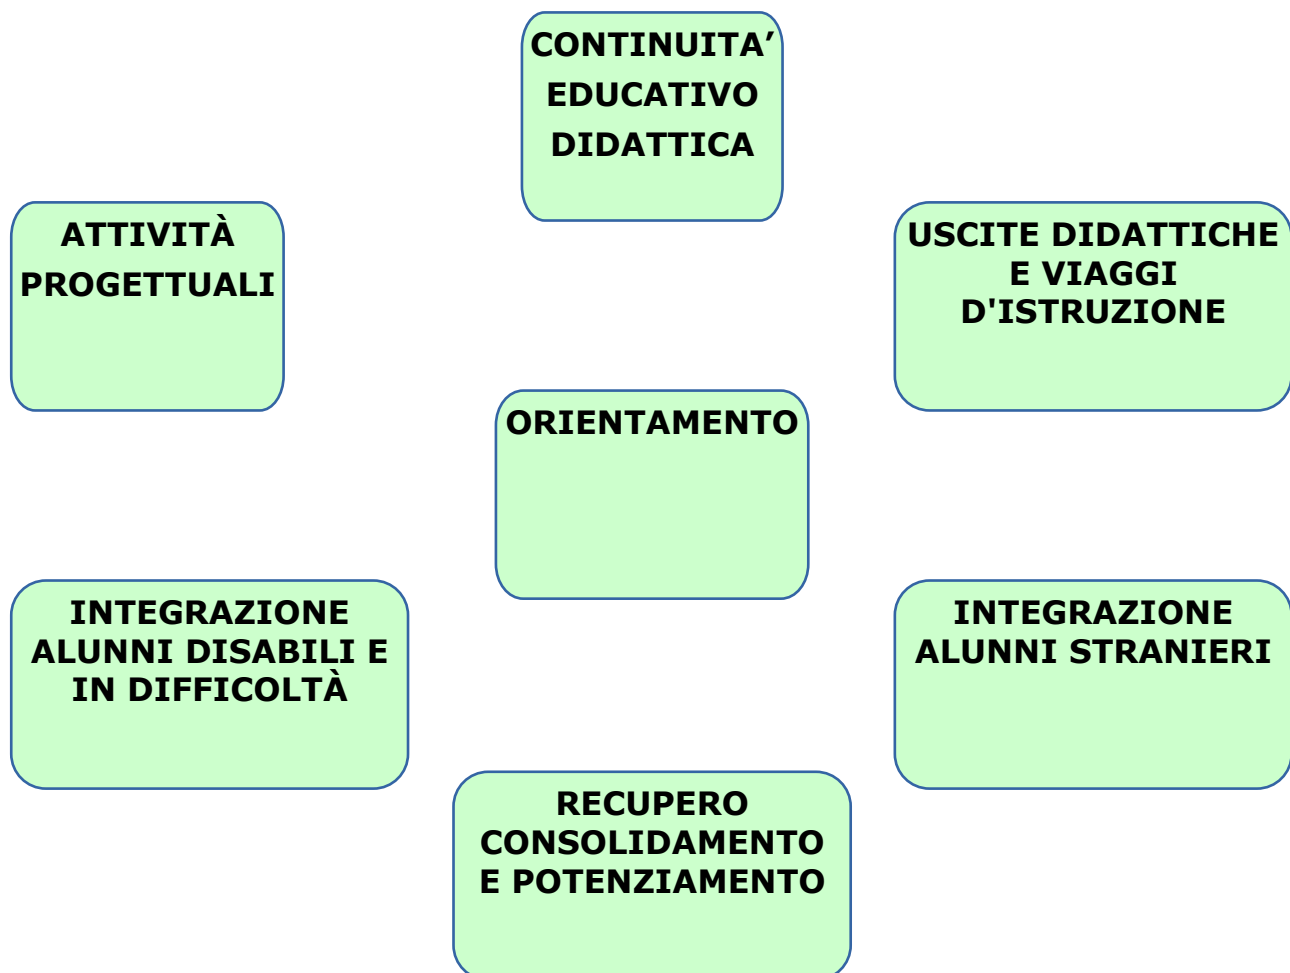 CONTINUITA’
EDUCATIVO
DIDATTICA
ATTIVITÀ
PROGETTUALI
USCITE DIDATTICHE
E VIAGGI
D'ISTRUZIONE
ORIENTAMENTO
INTEGRAZIONE
ALUNNI DISABILI E
IN DIFFICOLTÀ
INTEGRAZIONE
ALUNNI STRANIERI
RECUPERO
CONSOLIDAMENTO
E POTENZIAMENTO